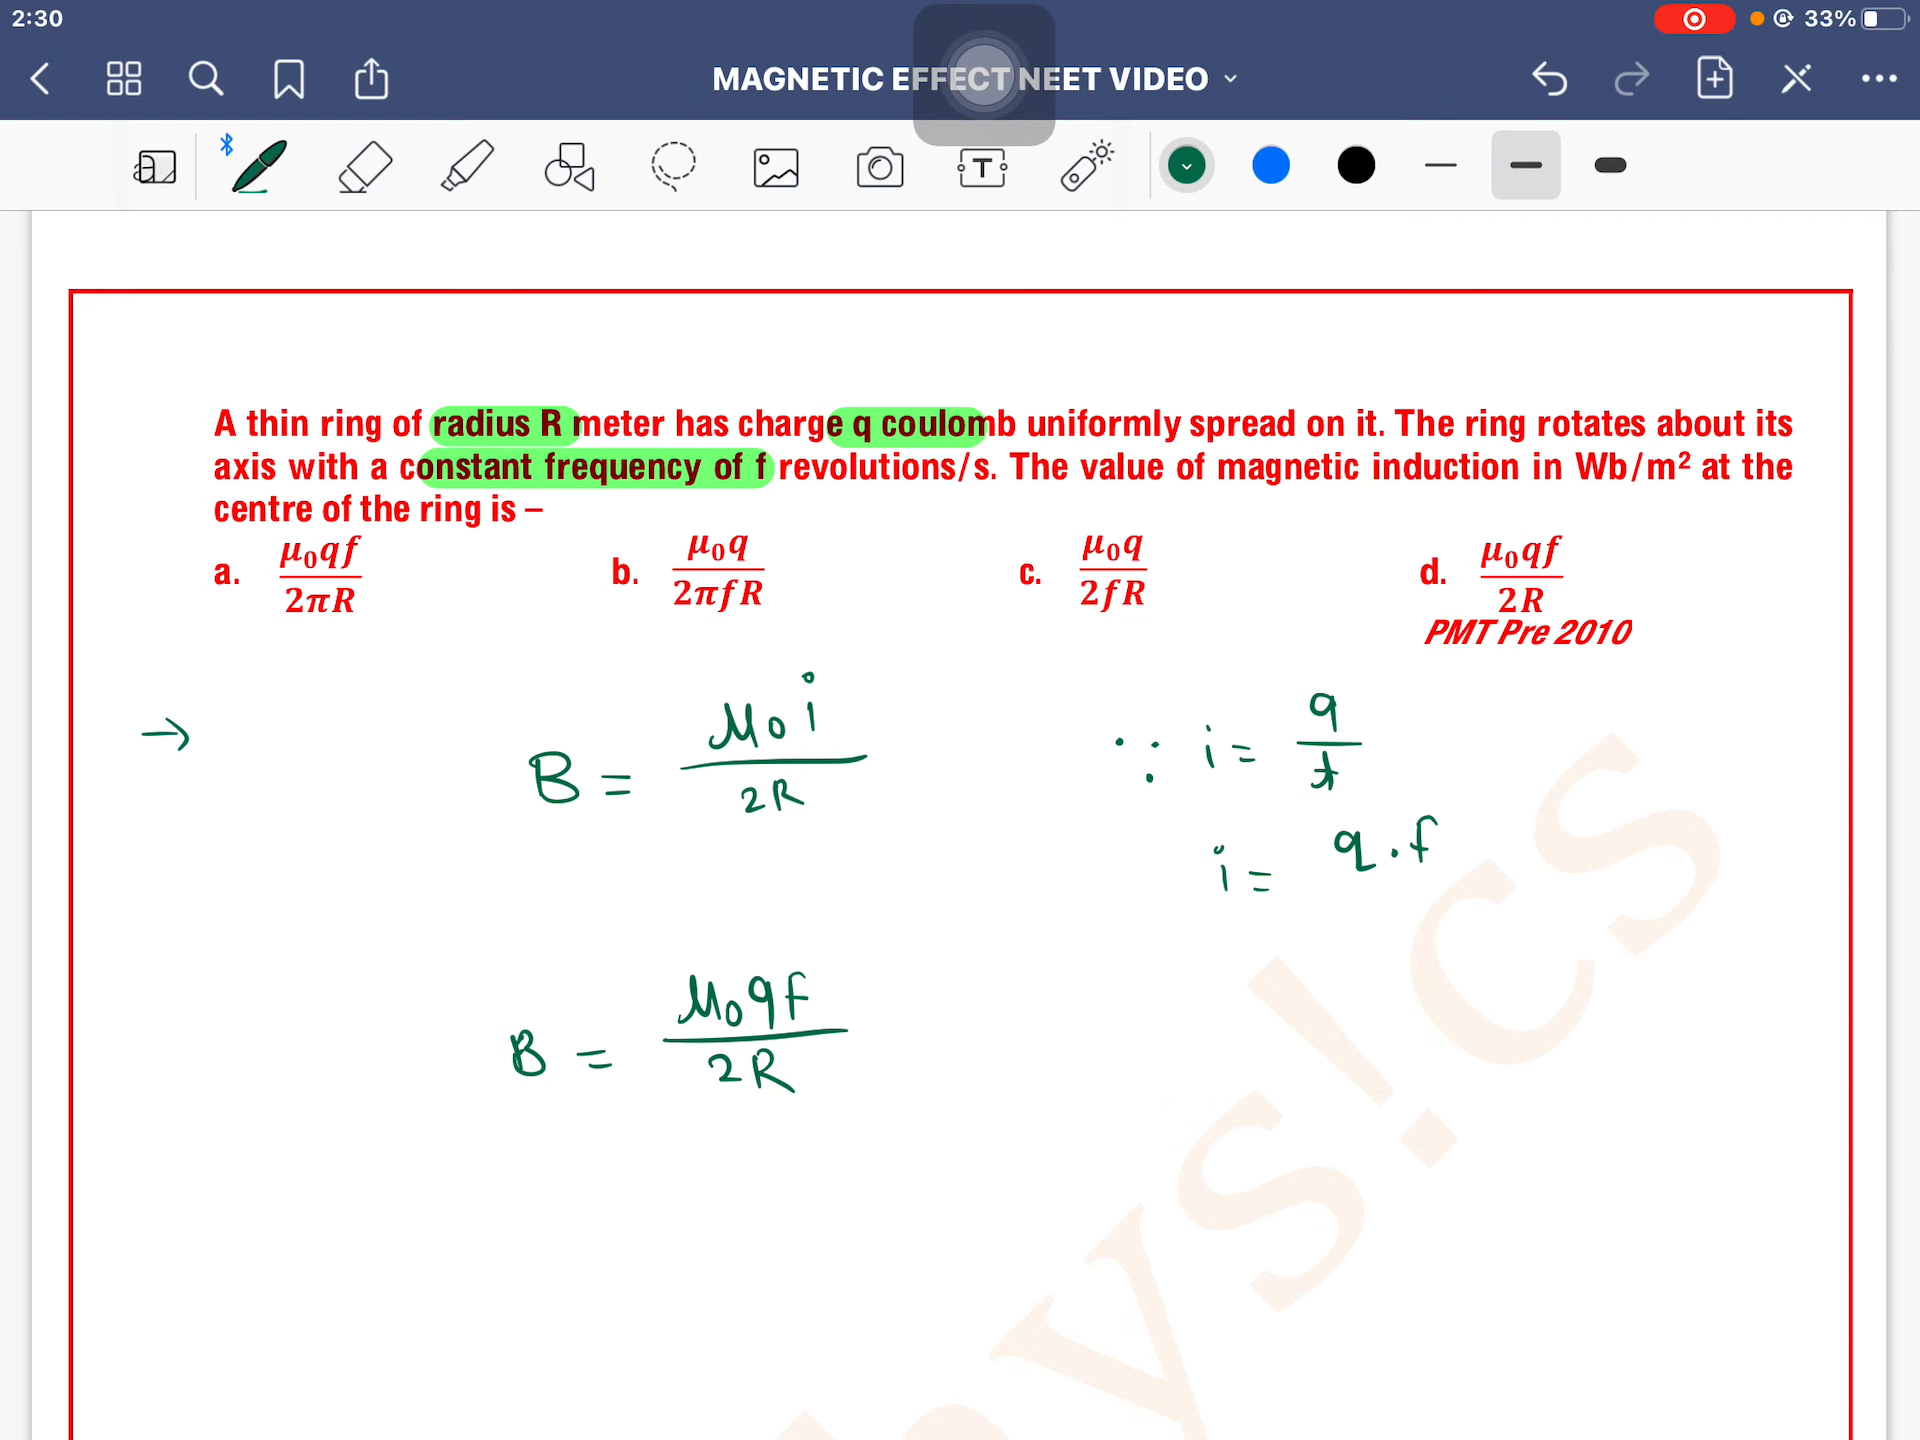 2:30
33%
MAGNETIC EFFECT NEET VIDEO
A thin ring of radius R meter has charge q coulomb uniformly spread on it. The ring rotates about its
axis with a constant frequency of f revolutions/s. The value of magnetic induction in Wb/m² at the
centre of the ring is –
a. μ₀qf / 2πR b. μ₀q / 2πfR c. μ₀q / 2fR d. μ₀qf / 2R
PMT Pre 2010
→ B = μ₀i / 2R ∵ i = q / t
i = q.f
B = μ₀qf / 2R
ys!cs